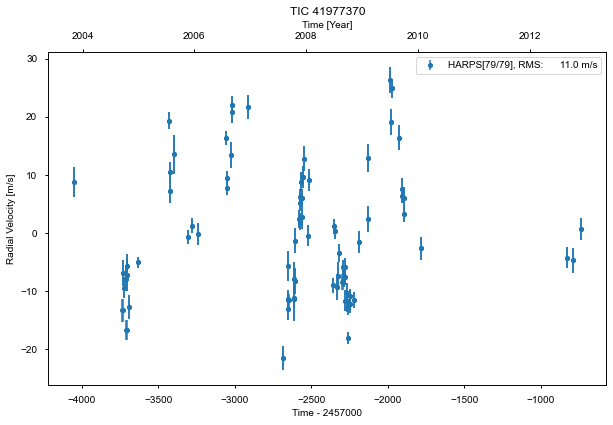 TIC 41977370
Time [Year]
2004 2006 2008 2010 2012
HARPS[79/79], RMS: 11.0 m/s
30
20
10
0
−10
−20
Radial Velocity [m/s]
−4000 −3500 −3000 −2500 −2000 −1500 −1000
Time - 2457000